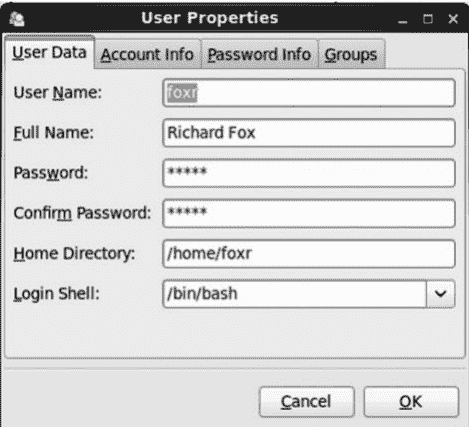 User Properties
User Data Account Info Password Info Groups
User Name: foxr
Full Name: Richard Fox
Password: *****
Confirm Password: *****
Home Directory: /home/foxr
Login Shell: /bin/bash
Cancel OK